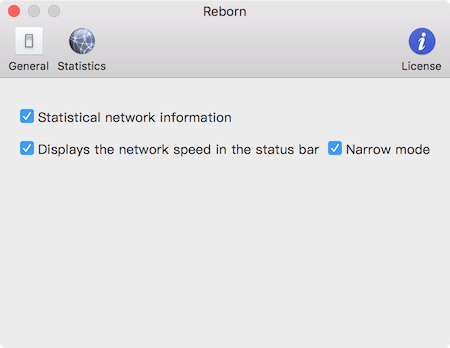 Reborn
General Statistics License
Statistical network information
Displays the network speed in the status bar Narrow mode